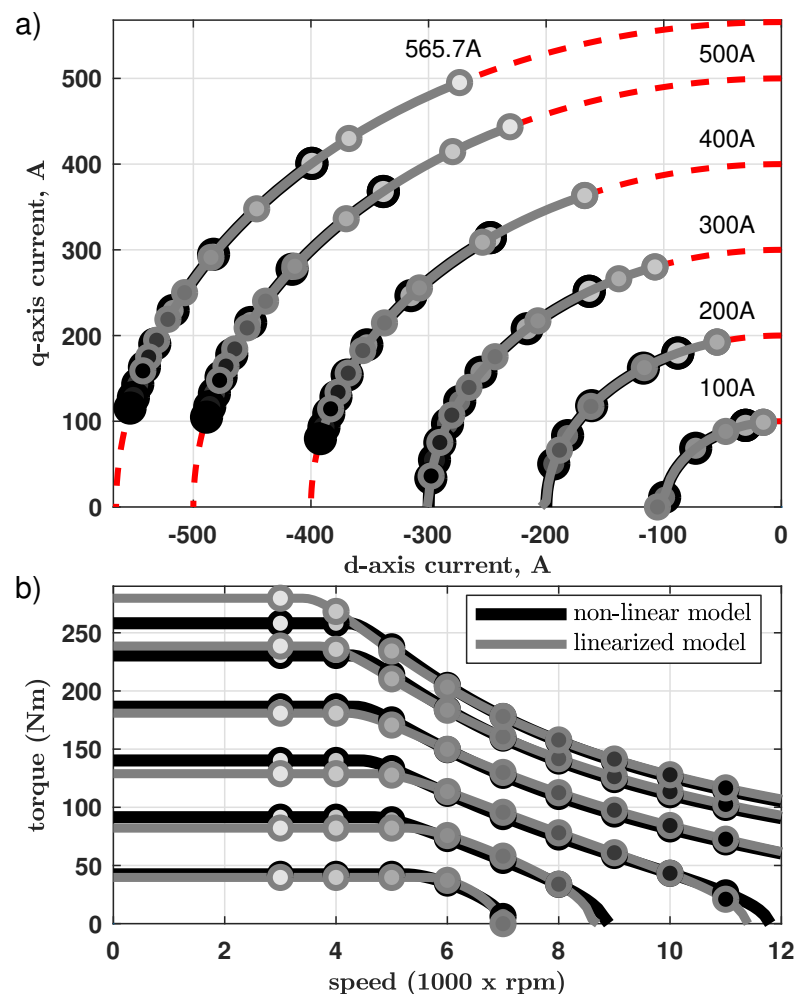 a)
565.7A
500A
400A
300A
200A
100A
500
400
300
200
100
0
q-axis current, A
-500 -400 -300 -200 -100 0
d-axis current, A
b)
non-linear model
linearized model
250
200
150
100
50
0
torque (Nm)
0 2 4 6 8 10 12
speed (1000 x rpm)